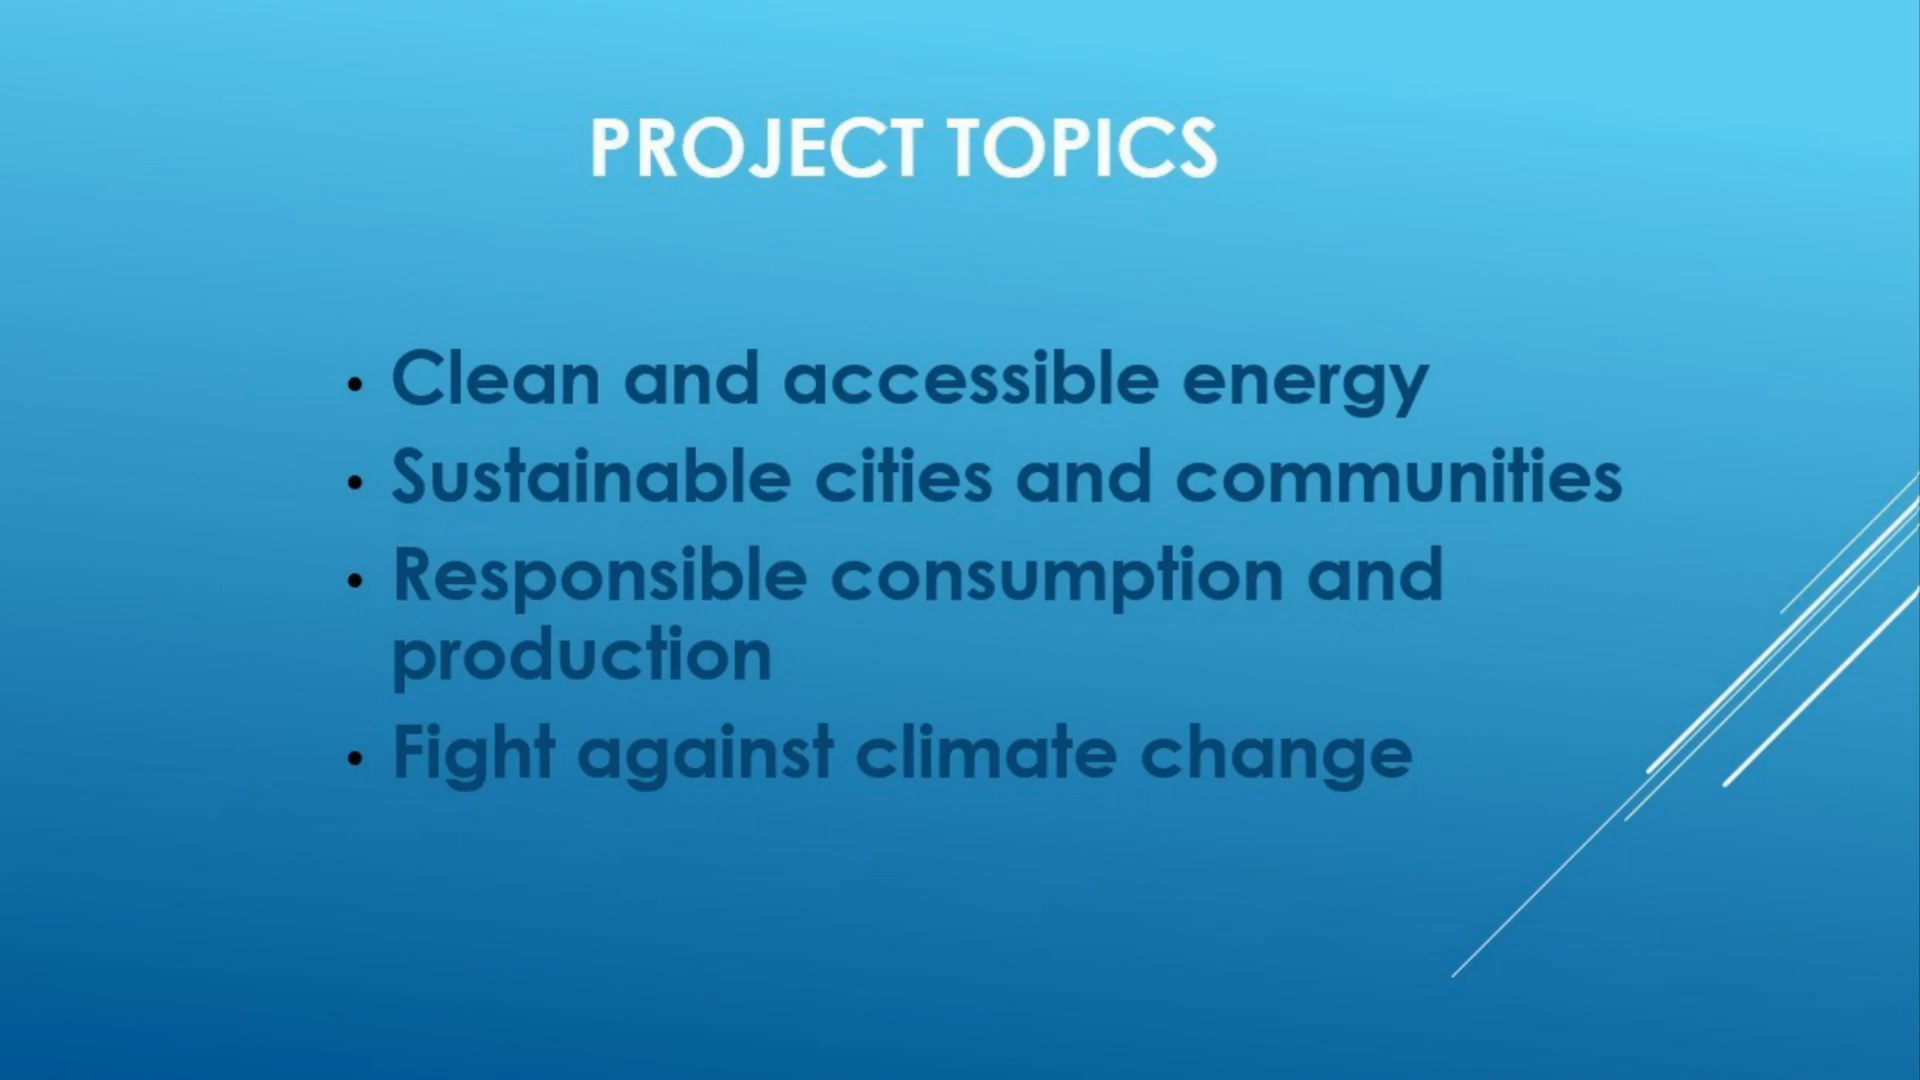 PROJECT TOPICS
• Clean and accessible energy
• Sustainable cities and communities
• Responsible consumption and
production
• Fight against climate change